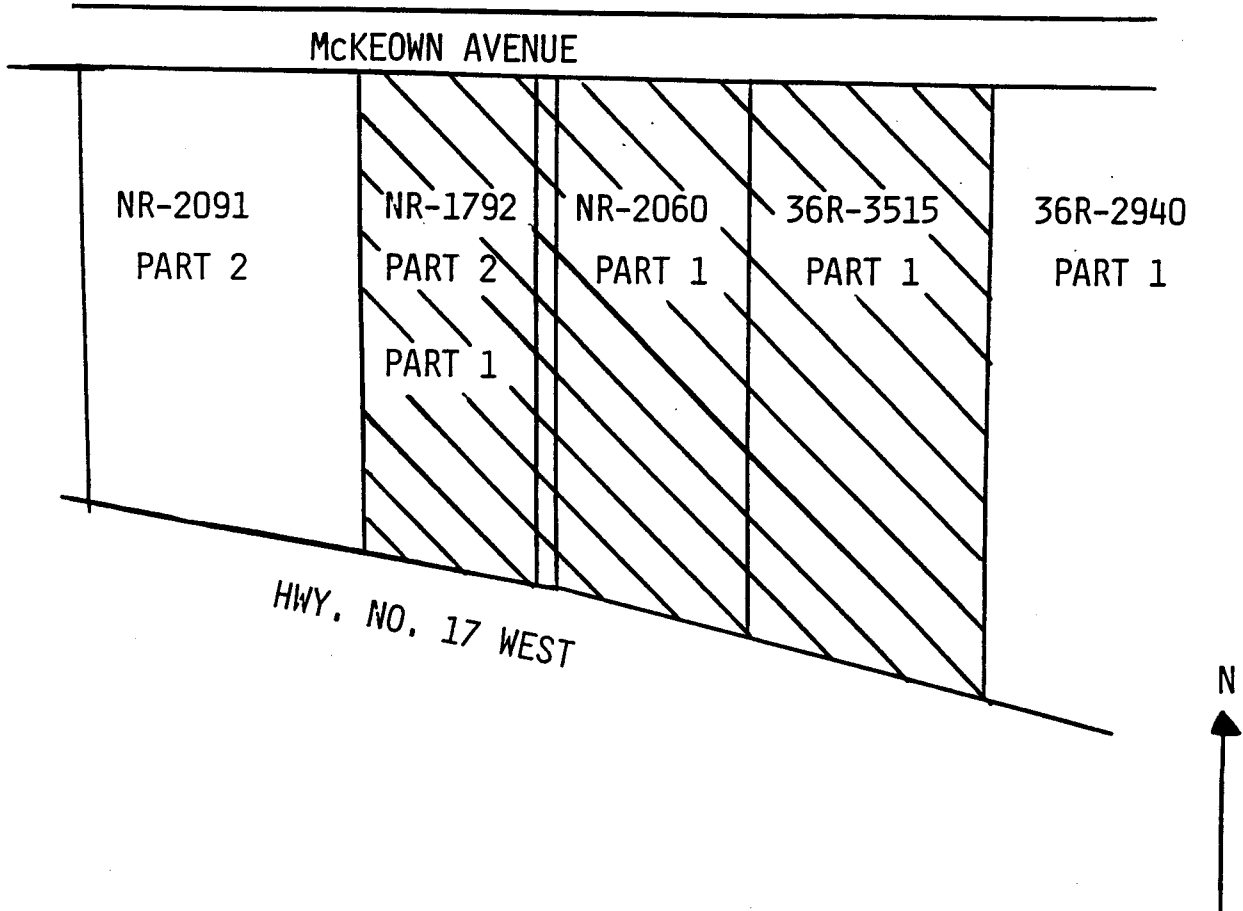 McKEOWN AVENUE
NR-2091
PART 2
NR-1792
PART 2
PART 1
NR-2060
PART 1
36R-3515
PART 1
36R-2940
PART 1
HWY. NO. 17 WEST
N